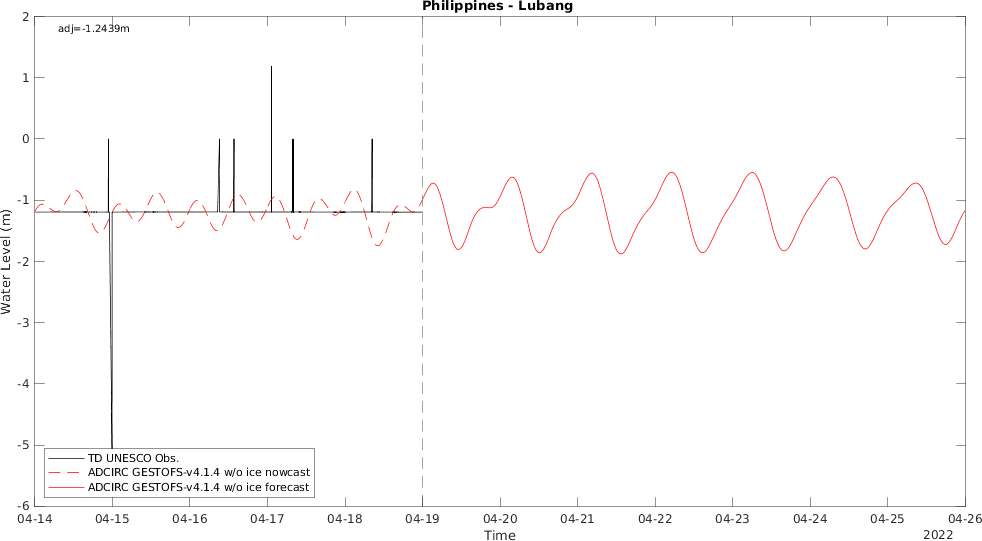 Philippines - Lubang
adj=-1.2439m
2
1
0
-1
-2
-3
-4
-5
-6
Water Level (m)
TD UNESCO Obs.
ADCIRC GESTOFS-v4.1.4 w/o ice nowcast
ADCIRC GESTOFS-v4.1.4 w/o ice forecast
04-14 04-15 04-16 04-17 04-18 04-19 04-20 04-21 04-22 04-23 04-24 04-25 04-26
Time
2022